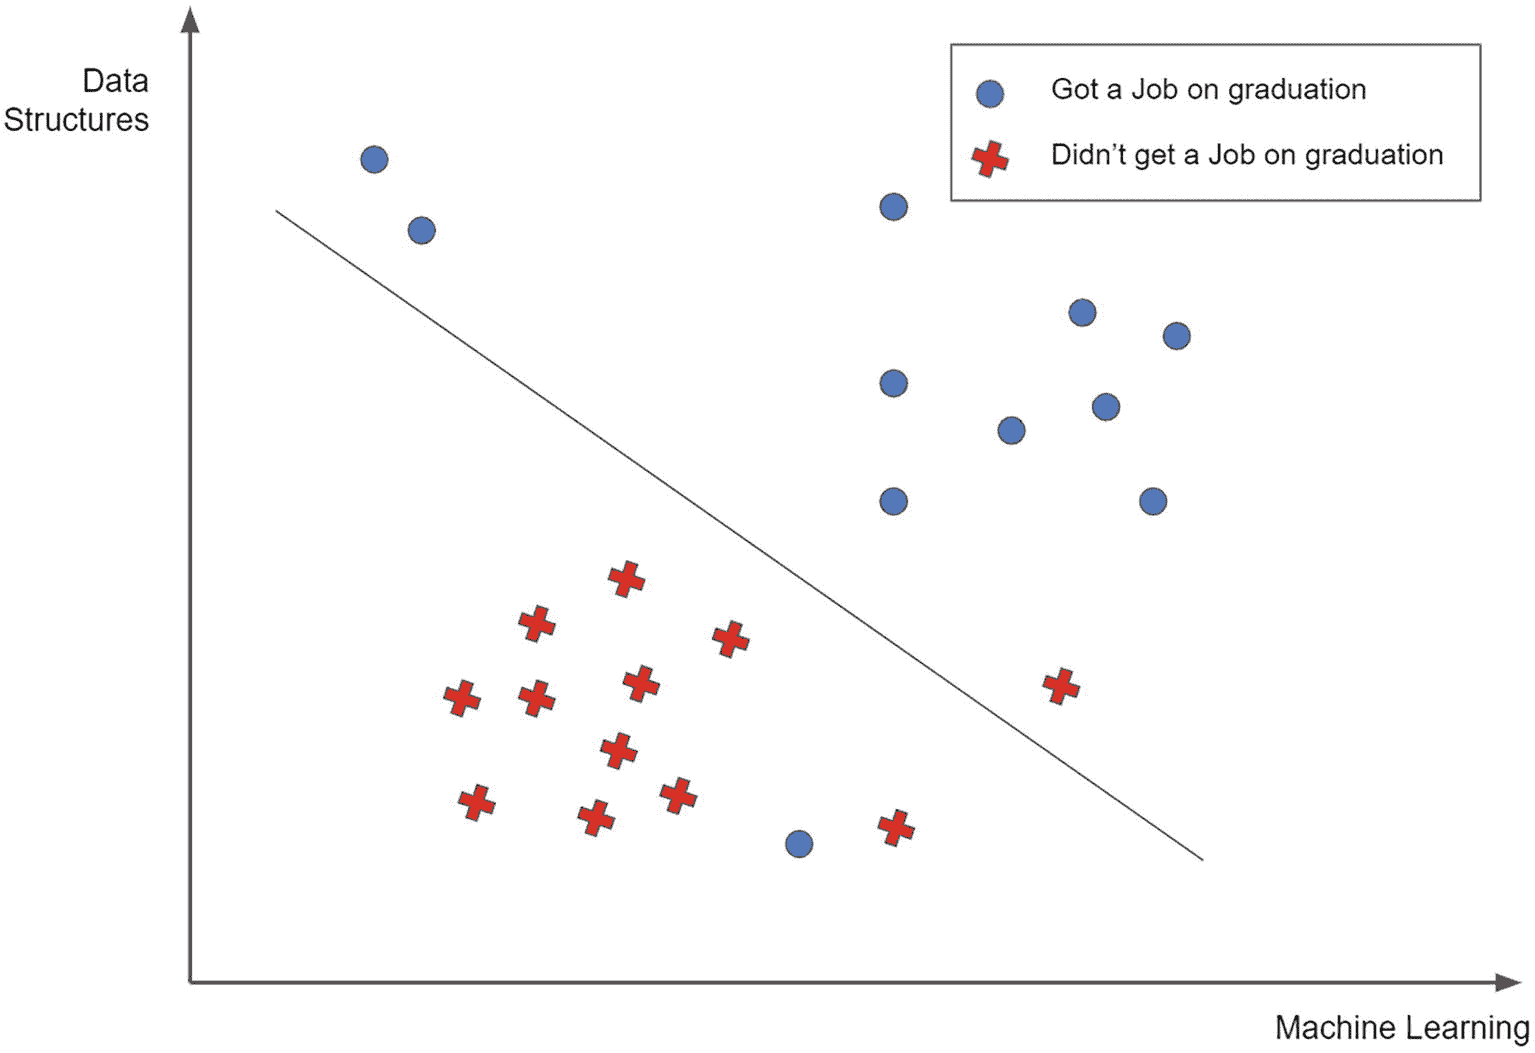 Data
Structures
Got a Job on graduation
Didn’t get a Job on graduation
Machine Learning